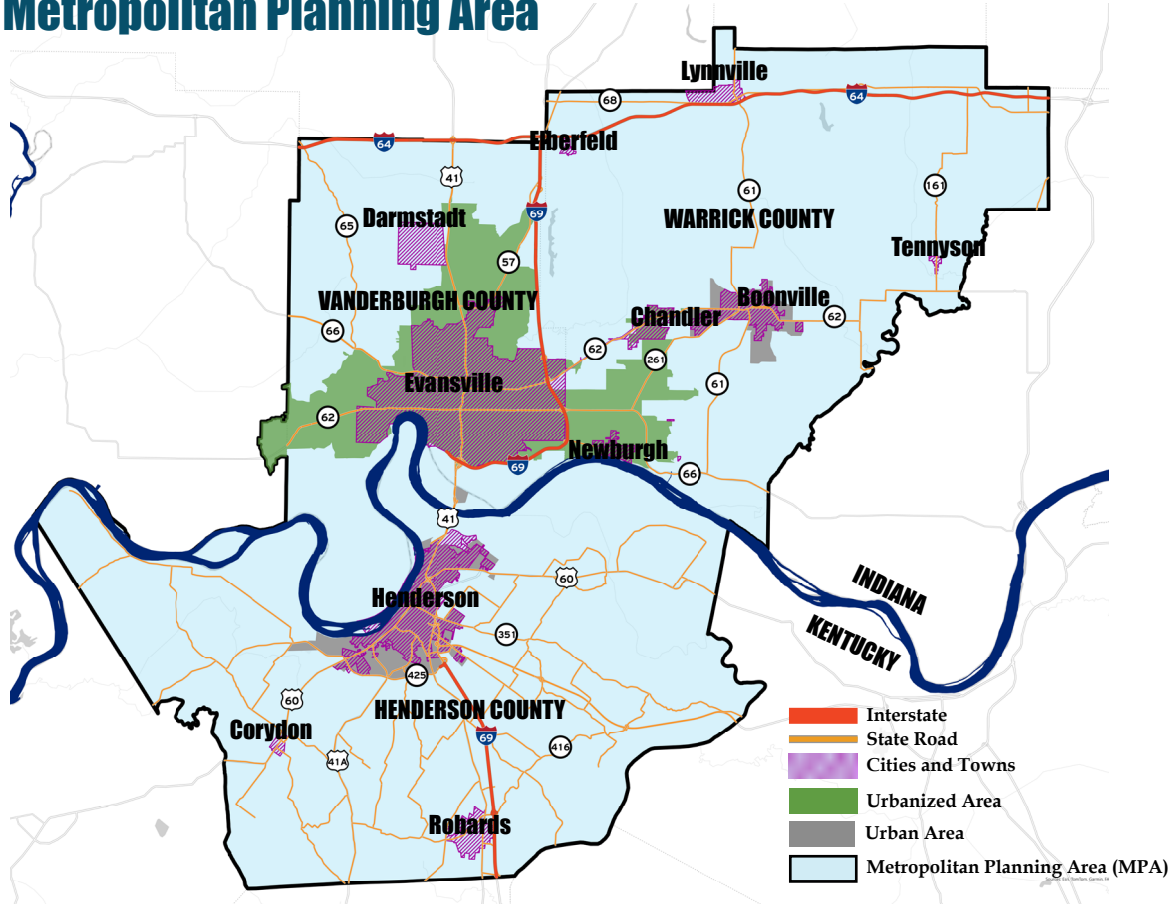 Metropolitan Planning Area
Lynnville
68
64
64
Elberfeld
41
61
161
69
65
Darmstadt
WARRICK COUNTY
Tennyson
57
VANDERBURGH COUNTY
Boonville
Chandler
62
66
62
261
Evansville
61
62
Newburgh
69
66
41
60
INDIANA
Henderson
KENTUCKY
351
425
60
HENDERSON COUNTY
Corydon
69
416
41A
Robards
Interstate
State Road
Cities and Towns
Urbanized Area
Urban Area
Metropolitan Planning Area (MPA)